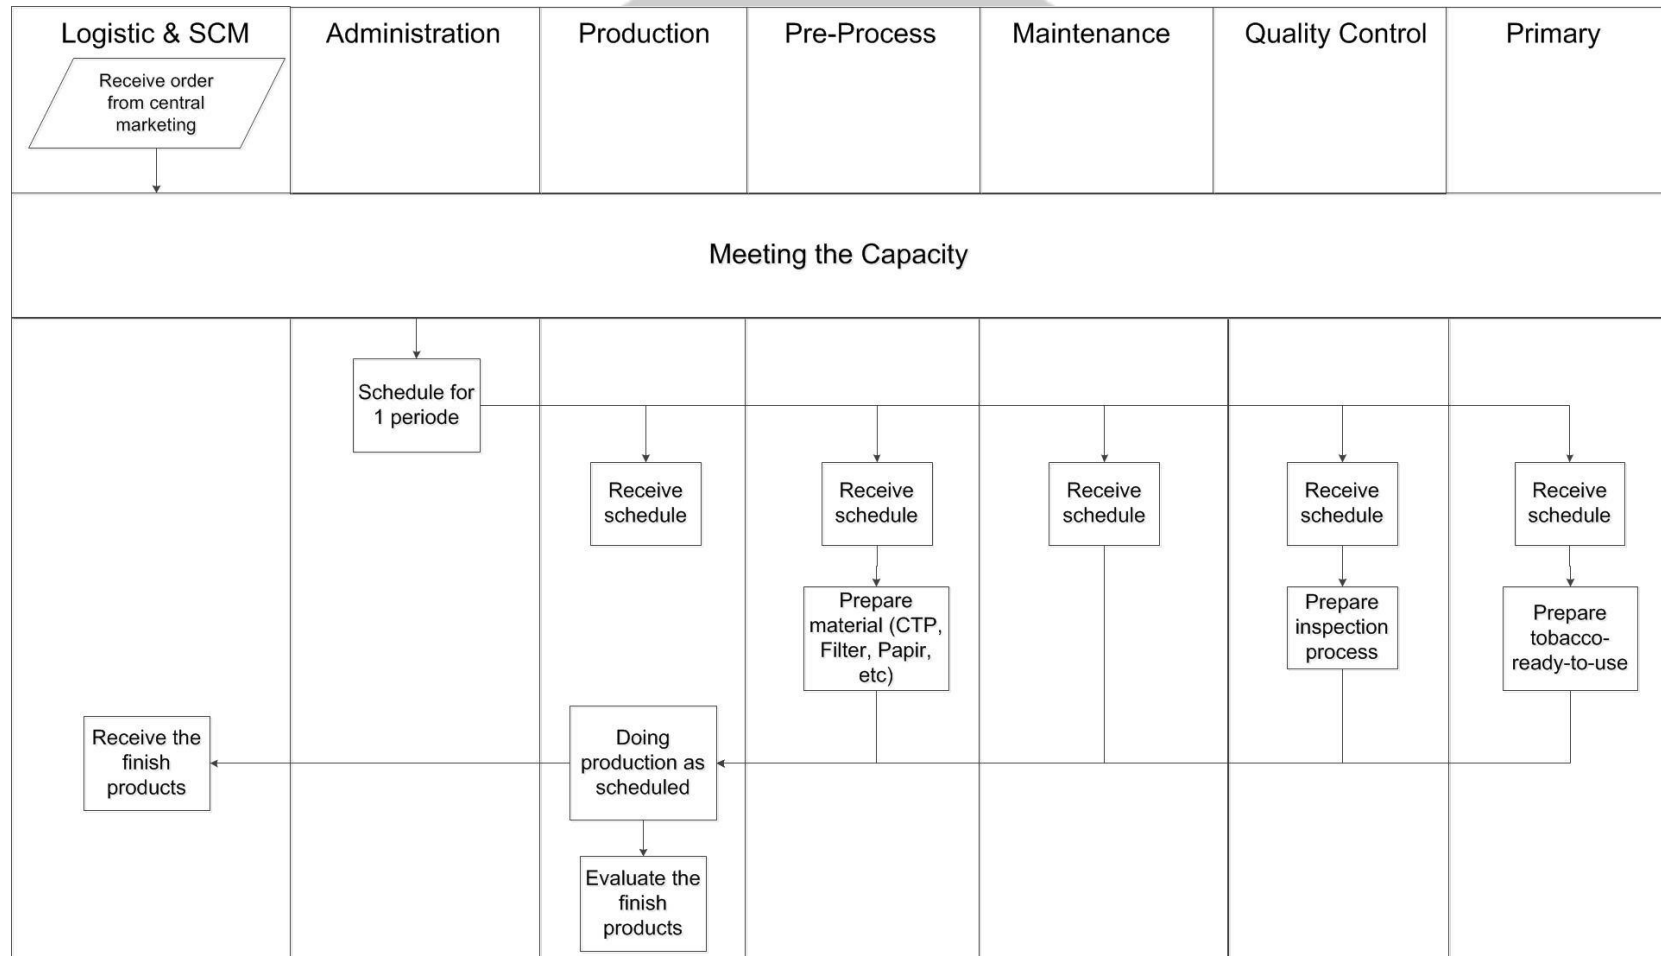 Logistic & SCM
Administration
Production
Pre-Process
Maintenance
Quality Control
Primary
Receive order
from central
marketing
Meeting the Capacity
Schedule for
1 periode
Receive
schedule
Receive
schedule
Receive
schedule
Receive
schedule
Receive
schedule
Prepare
material (CTP,
Filter, Papir,
etc)
Prepare
inspection
process
Prepare
tobacco-
ready-to-use
Receive the
finish
products
Doing
production as
scheduled
Evaluate the
finish
products